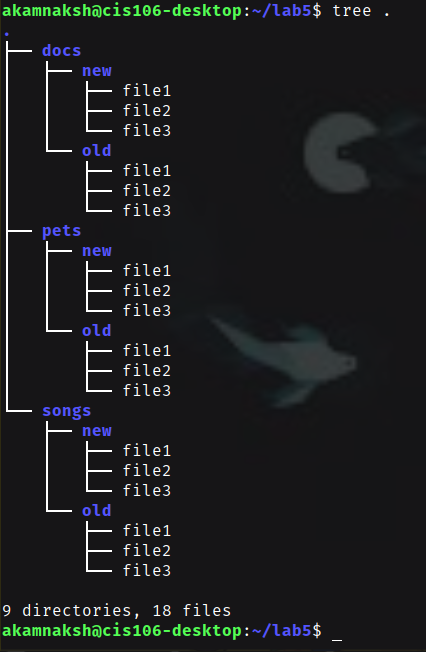 akamnaksh@cis106-desktop:~/lab5$ tree .
.
├── docs
│   ├── new
│   │   ├── file1
│   │   ├── file2
│   │   └── file3
│   └── old
│       ├── file1
│       ├── file2
│       └── file3
├── pets
│   ├── new
│   │   ├── file1
│   │   ├── file2
│   │   └── file3
│   └── old
│       ├── file1
│       ├── file2
│       └── file3
└── songs
    ├── new
    │   ├── file1
    │   ├── file2
    │   └── file3
    └── old
        ├── file1
        ├── file2
        └── file3

9 directories, 18 files
akamnaksh@cis106-desktop:~/lab5$ _